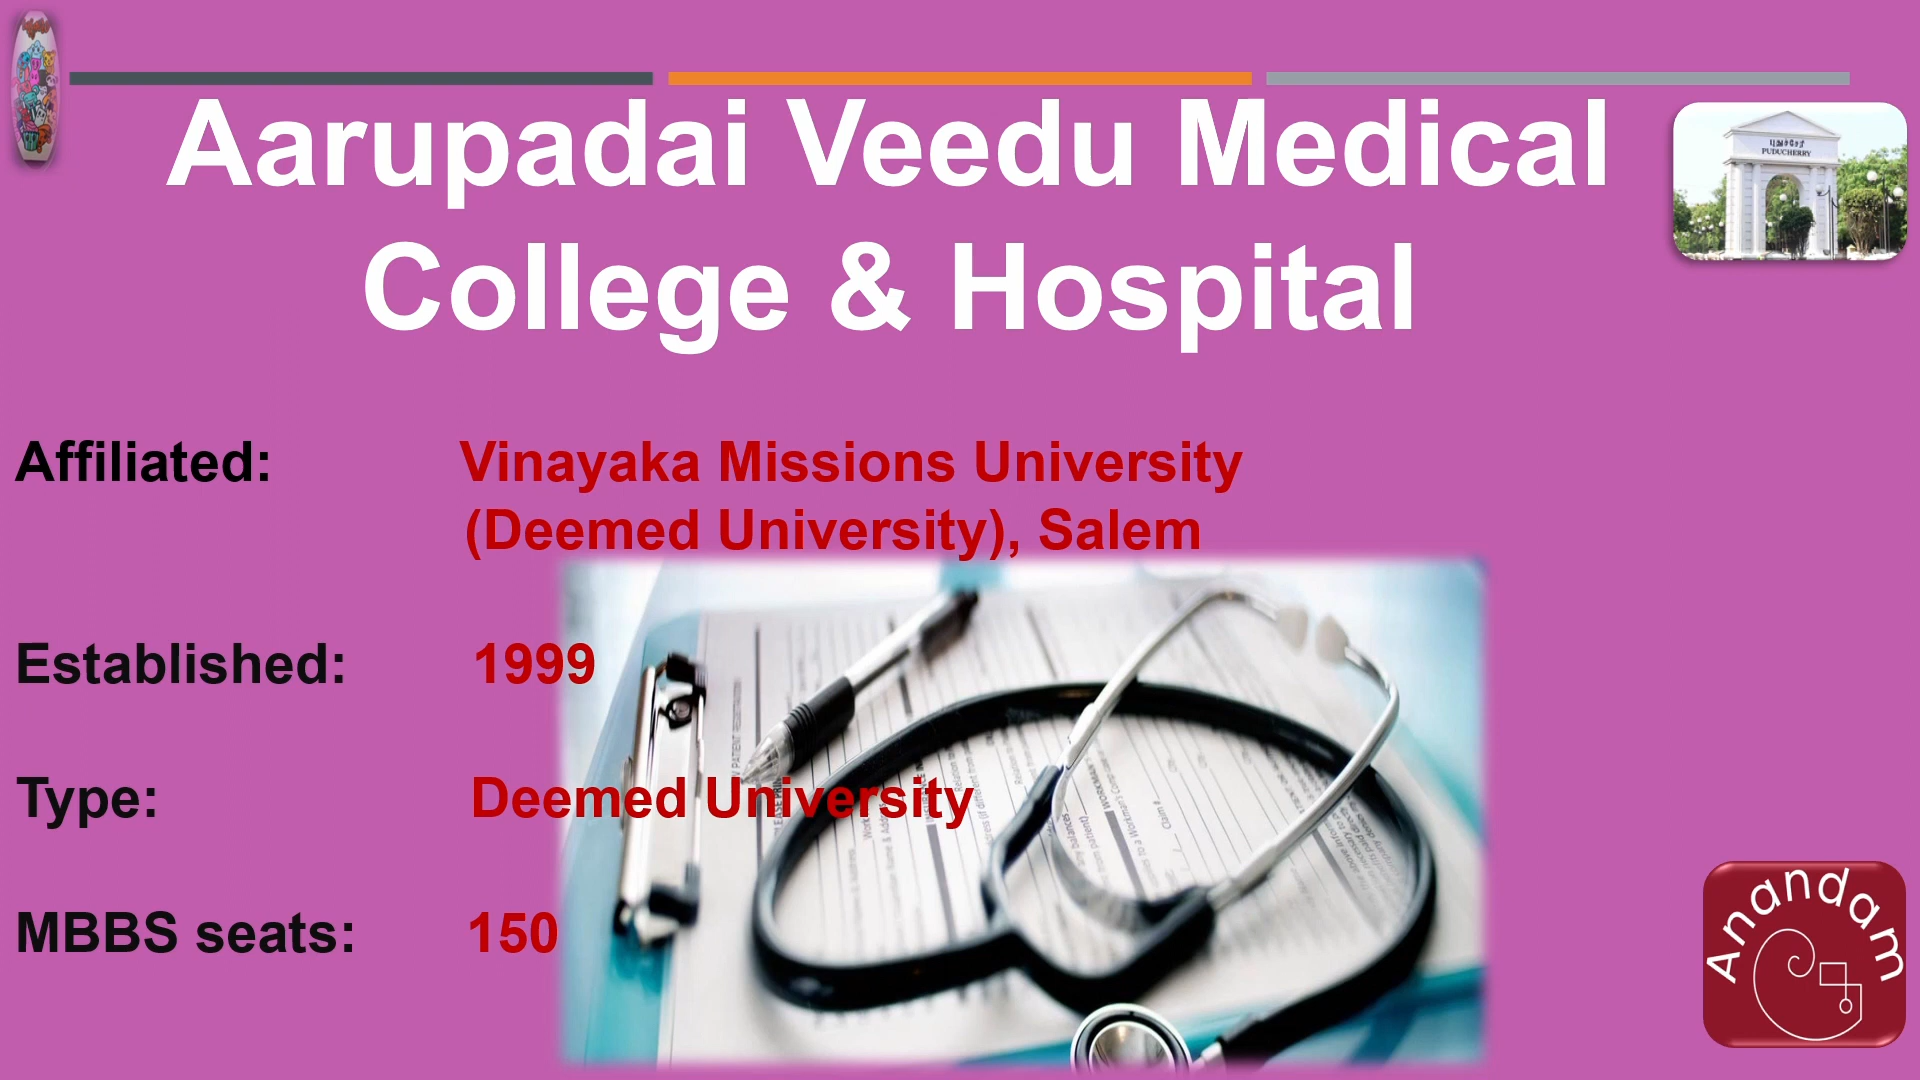 Aarupadai Veedu Medical
College & Hospital
புதுச்சேரி
PUDUCHERRY
Affiliated: Vinayaka Missions University
(Deemed University), Salem
Established: 1999
Type: Deemed University
MBBS seats: 150
Anandam